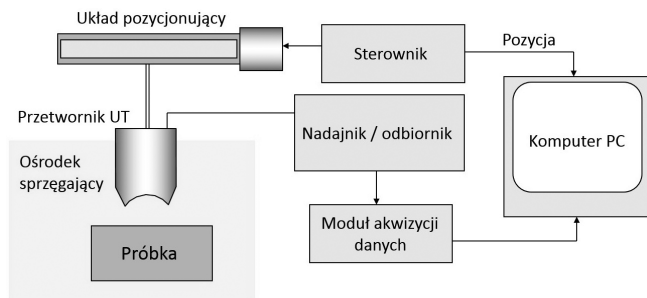 Układ pozycjonujący
Sterownik
Pozycja
Przetwornik UT
Nadajnik / odbiornik
Komputer PC
Ośrodek
sprzęgający
Moduł akwizycji
danych
Próbka